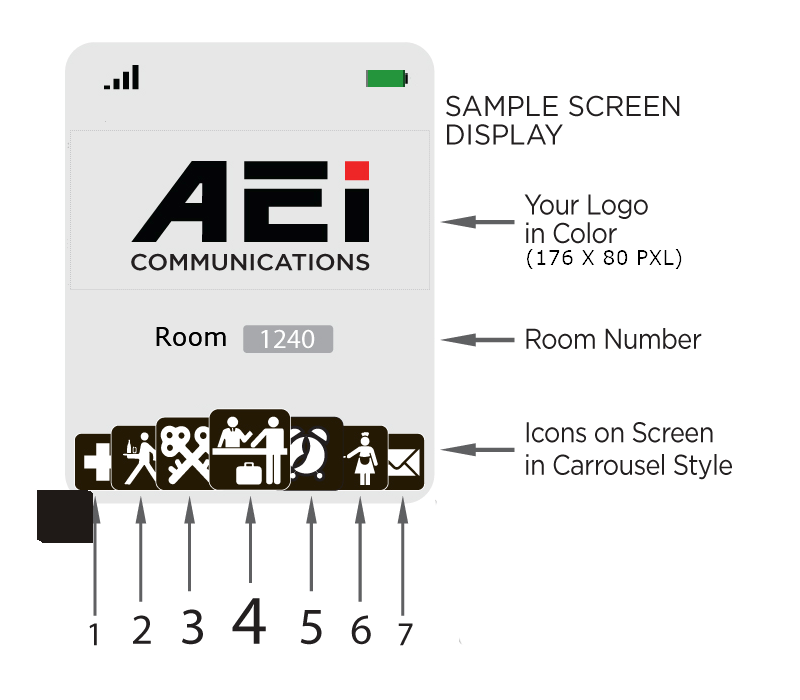 SAMPLE SCREEN
DISPLAY
AEi
COMMUNICATIONS
Your Logo
in Color
(176 X 80 PXL)
Room 1240
Room Number
Icons on Screen
in Carrousel Style
1 2 3 4 5 6 7